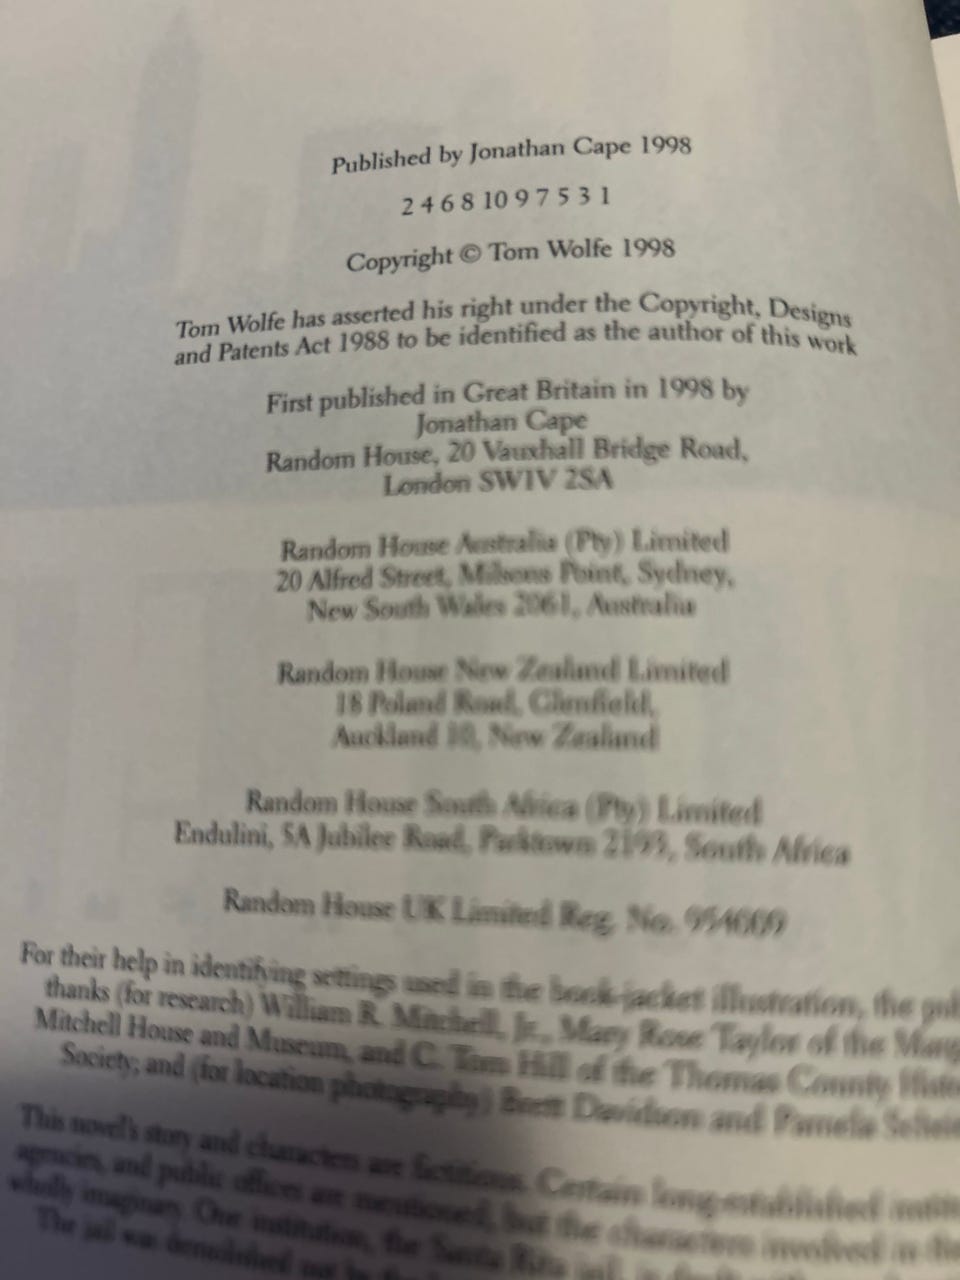 Published by Jonathan Cape 1998
2 4 6 8 10 9 7 5 3 1
Copyright © Tom Wolfe 1998
Tom Wolfe has asserted his right under the Copyright, Designs
and Patents Act 1988 to be identified as the author of this work
First published in Great Britain in 1998 by
Jonathan Cape
Random House, 20 Vauxhall Bridge Road,
London SW1V 2SA
Random House Australia (Pty) Limited
20 Alfred Street, Milsons Point, Sydney,
New South Wales 2061, Australia
Random House New Zealand Limited
18 Poland Road, Glenfield,
Auckland 10, New Zealand
Random House South Africa (Pty) Limited
Endulini, 5A Jubilee Road, Parktown 2193, South Africa
Random House UK Limited Reg. No. 954009
For their help in identifying settings used in the book-jacket illustration, the
thanks (for research) William R. Mitchell, Jr., Mary Rose Taylor of the
Mitchell House and Museum, and C. Tom Hill of the Thomas County
Society; and (for location photography) Brett Davidson and Pamela
This novel's story and characters are fictitious. Certain long-established
agencies, and public offices are mentioned, but the characters involved in
wholly imaginary. One institution, the Santa Rita jail, is
The jail was demolished